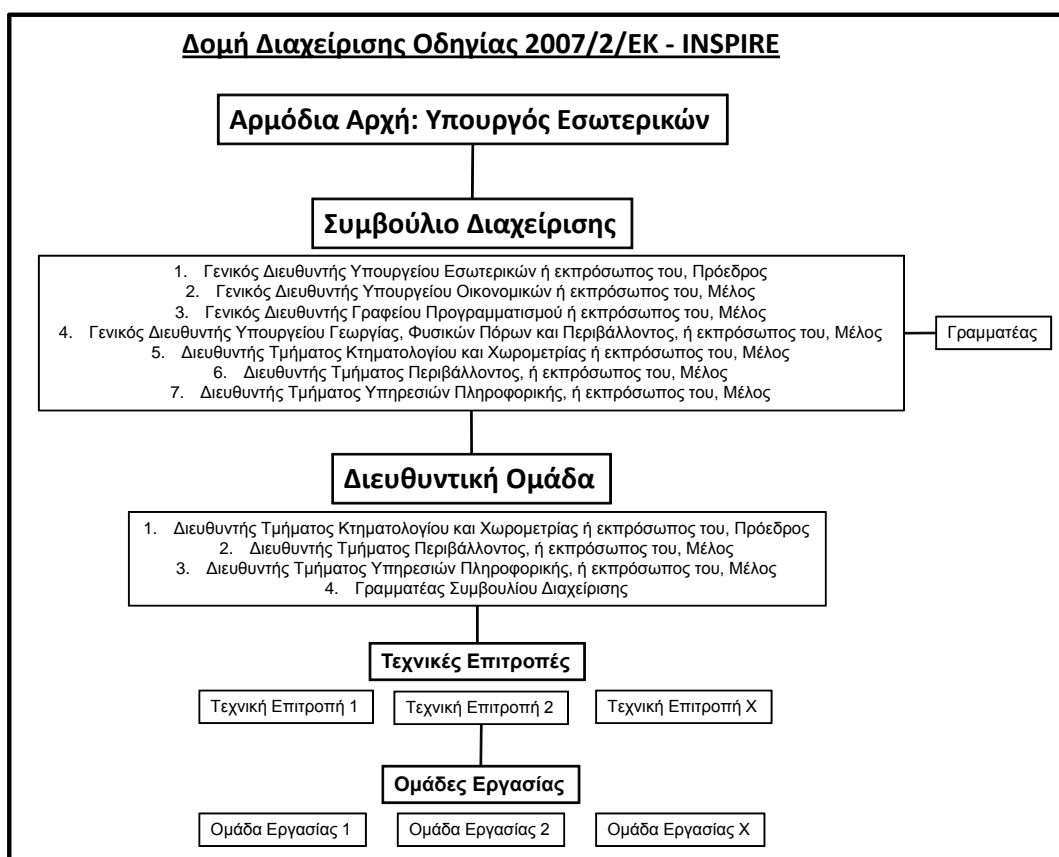 Δομή Διαχείρισης Οδηγίας 2007/2/ΕΚ - INSPIRE
Αρμόδια Αρχή: Υπουργός Εσωτερικών
Συμβούλιο Διαχείρισης
1. Γενικός Διευθυντής Υπουργείου Εσωτερικών ή εκπρόσωπος του, Πρόεδρος
2. Γενικός Διευθυντής Υπουργείου Οικονομικών ή εκπρόσωπος του, Μέλος
3. Γενικός Διευθυντής Γραφείου Προγραμματισμού ή εκπρόσωπος του, Μέλος
4. Γενικός Διευθυντής Υπουργείου Γεωργίας, Φυσικών Πόρων και Περιβάλλοντος, ή εκπρόσωπος του, Μέλος
5. Διευθυντής Τμήματος Κτηματολογίου και Χωρομετρίας ή εκπρόσωπος του, Μέλος
6. Διευθυντής Τμήματος Περιβάλλοντος, ή εκπρόσωπος του, Μέλος
7. Διευθυντής Τμήματος Υπηρεσιών Πληροφορικής, ή εκπρόσωπος του, Μέλος
Γραμματέας
Διευθυντική Ομάδα
1. Διευθυντής Τμήματος Κτηματολογίου και Χωρομετρίας ή εκπρόσωπος του, Πρόεδρος
2. Διευθυντής Τμήματος Περιβάλλοντος, ή εκπρόσωπος του, Μέλος
3. Διευθυντής Τμήματος Υπηρεσιών Πληροφορικής, ή εκπρόσωπος του, Μέλος
4. Γραμματέας Συμβουλίου Διαχείρισης
Τεχνικές Επιτροπές
Τεχνική Επιτροπή 1
Τεχνική Επιτροπή 2
Τεχνική Επιτροπή Χ
Ομάδες Εργασίας
Ομάδα Εργασίας 1
Ομάδα Εργασίας 2
Ομάδα Εργασίας Χ